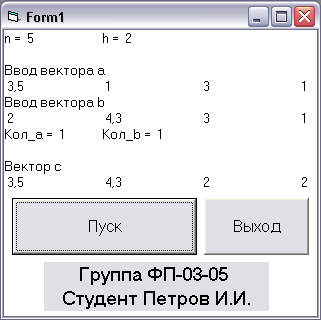 Form1
n = 5 h = 2
Ввод вектора a
3,5 1 3 1
Ввод вектора b
2 4,3 3 1
Кол_a = 1 Кол_b = 1
Вектор c
3,5 4,3 2 2
Пуск Выход
Группа ФП-03-05
Студент Петров И.И.